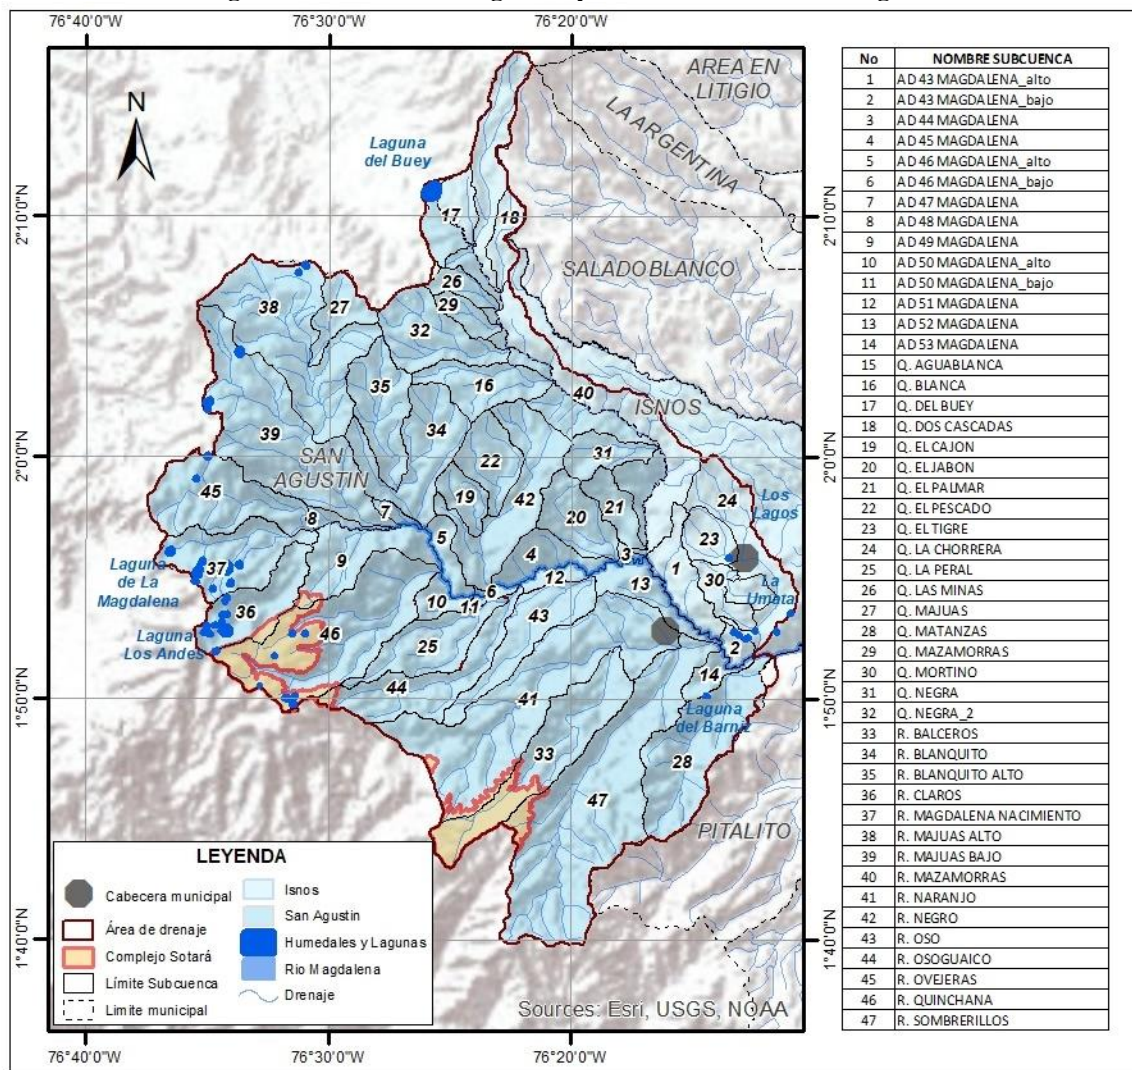 76°40'0"W
76°30'0"W
76°20'0"W
N
AREA EN
LITIGIO
LA ARGENTINA
Laguna
del Buey
2°10'0"N
2°10'0"N
17
18
SALADOBLANCO
26
29
38
27
32
35
16
40
ISNOS
39
34
31
2°0'0"N
2°0'0"N
SAN
AGUSTIN
22
45
19
42
24
Los
Lagos
8
7
20
21
23
5
9
4
3
Laguna
de La
Magdalena
37
12
13
1
30
La
Umata
6
10
11
43
36
Laguna
Los Andes
46
25
2
14
44
1°50'0"N
1°50'0"N
41
Laguna
del Barniz
33
28
47
PITALITO
LEYENDA
Cabecera municipal
Área de drenaje
Complejo Sotará
Límite Subcuenca
Limite municipal
Isnos
San Agustin
Humedales y Lagunas
Rio Magdalena
Drenaje
1°40'0"N
1°40'0"N
Sources: Esri, USGS, NOAA
76°40'0"W
76°30'0"W
76°20'0"W
No NOMBRE SUBCUENCA
1 AD 43 MAGDALENA_alto
2 AD 43 MAGDALENA_bajo
3 AD 44 MAGDALENA
4 AD 45 MAGDALENA
5 AD 46 MAGDALENA_alto
6 AD 46 MAGDALENA_bajo
7 AD 47 MAGDALENA
8 AD 48 MAGDALENA
9 AD 49 MAGDALENA
10 AD 50 MAGDALENA_alto
11 AD 50 MAGDALENA_bajo
12 AD 51 MAGDALENA
13 AD 52 MAGDALENA
14 AD 53 MAGDALENA
15 Q. AGUABLANCA
16 Q. BLANCA
17 Q. DEL BUEY
18 Q. DOS CASCADAS
19 Q. EL CAJON
20 Q. EL JABON
21 Q. EL PALMAR
22 Q. EL PESCADO
23 Q. EL TIGRE
24 Q. LA CHORRERA
25 Q. LA PERAL
26 Q. LAS MINAS
27 Q. MAJUAS
28 Q. MATANZAS
29 Q. MAZAMORRAS
30 Q. MORTINO
31 Q. NEGRA
32 Q. NEGRA_2
33 R. BALCEROS
34 R. BLANQUITO
35 R. BLANQUITO ALTO
36 R. CLAROS
37 R. MAGDALENA NACIMIENTO
38 R. MAJUAS ALTO
39 R. MAJUAS BAJO
40 R. MAZAMORRAS
41 R. NARANJO
42 R. NEGRO
43 R. OSO
44 R. OSOGUAICO
45 R. OVEJERAS
46 R. QUINCHANA
47 R. SOMBRERILLOS